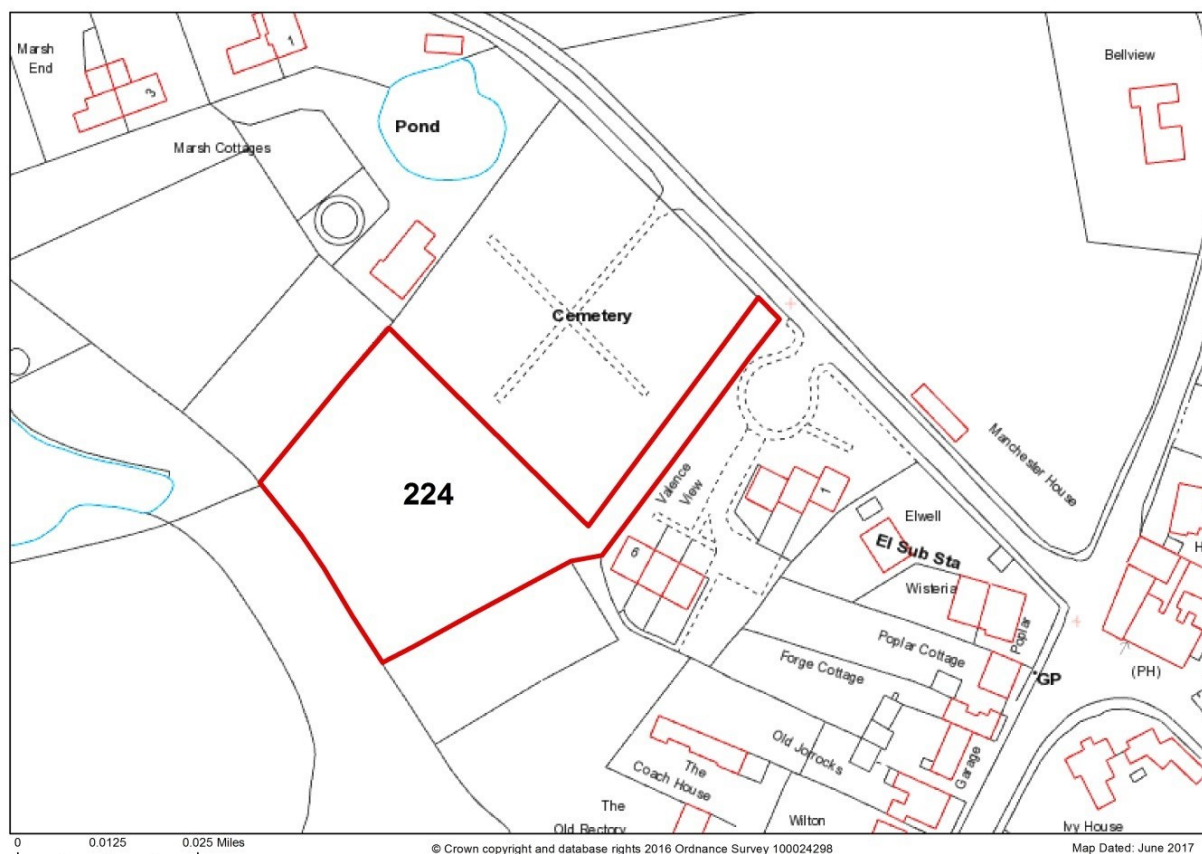 Marsh
End
1
3
Bellview
Pond
Marsh Cottages
Cemetery
Manchester House
224
Valence
View
1
Elwell
El Sub Sta
6
Wisteria
Poplar
Poplar Cottage
Forge Cottage
GP
(PH)
H
Old Jorrocks
Garage
The
Coach House
The
Old Rectory
Wilton
Ivy House
0 0.0125 0.025 Miles
© Crown copyright and database rights 2016 Ordnance Survey 100024298
Map Dated: June 2017